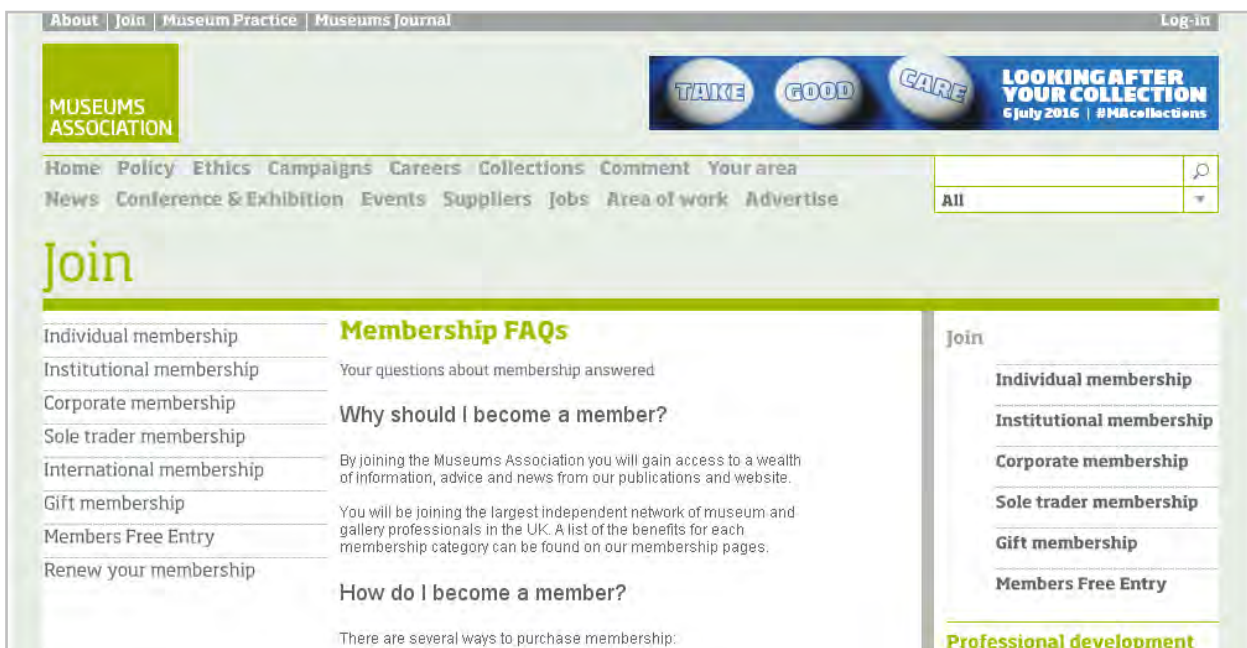 About | Join | Museum Practice | Museums Journal
Log-in
MUSEUMS
ASSOCIATION
TAKE GOOD CARE
LOOKING AFTER
YOUR COLLECTION
6 July 2016 | #MAcollections
Home Policy Ethics Campaigns Careers Collections Comment Your area
News Conference & Exhibition Events Suppliers Jobs Area of work Advertise
All
Join
Individual membership
Institutional membership
Corporate membership
Sole trader membership
International membership
Gift membership
Members Free Entry
Renew your membership
Membership FAQs
Your questions about membership answered
Why should I become a member?
By joining the Museums Association you will gain access to a wealth
of information, advice and news from our publications and website.
You will be joining the largest independent network of museum and
gallery professionals in the UK. A list of the benefits for each
membership category can be found on our membership pages.
How do I become a member?
There are several ways to purchase membership:
Join
Individual membership
Institutional membership
Corporate membership
Sole trader membership
Gift membership
Members Free Entry
Professional development